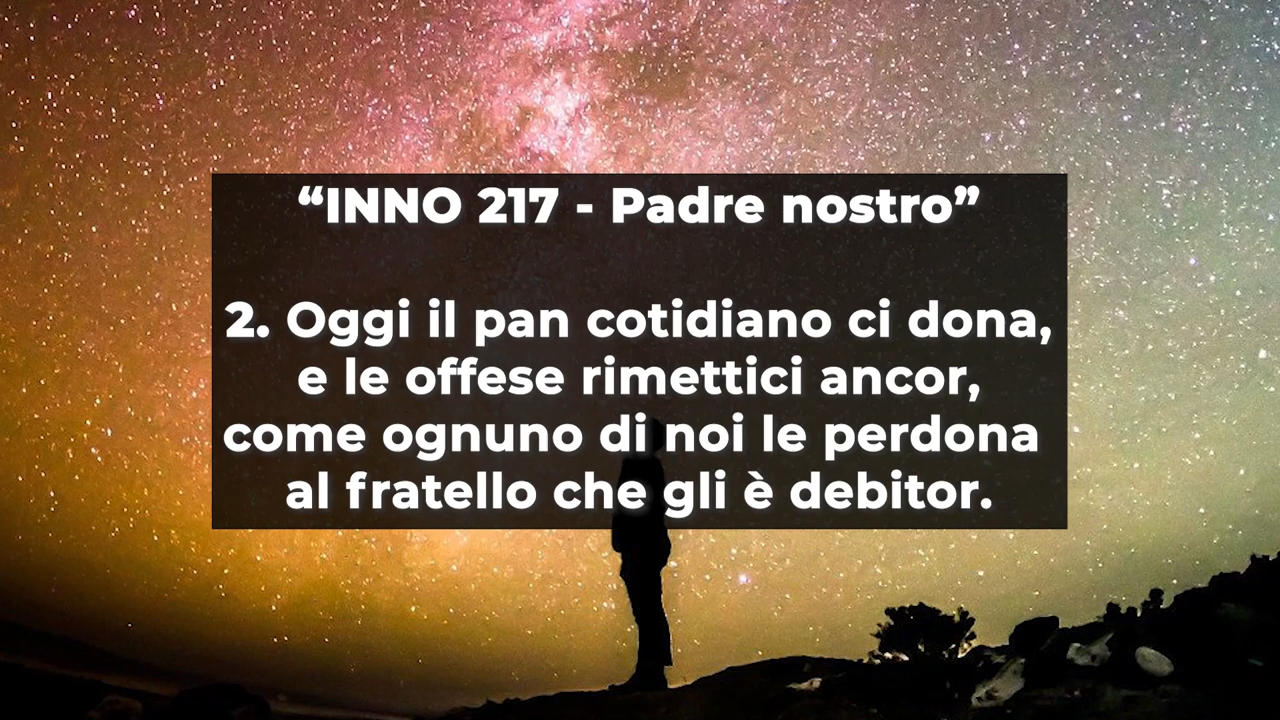 “INNO 217 - Padre nostro”
2. Oggi il pan cotidiano ci dona,
e le offese rimettici ancor,
come ognuno di noi le perdona
al fratello che gli è debitor.